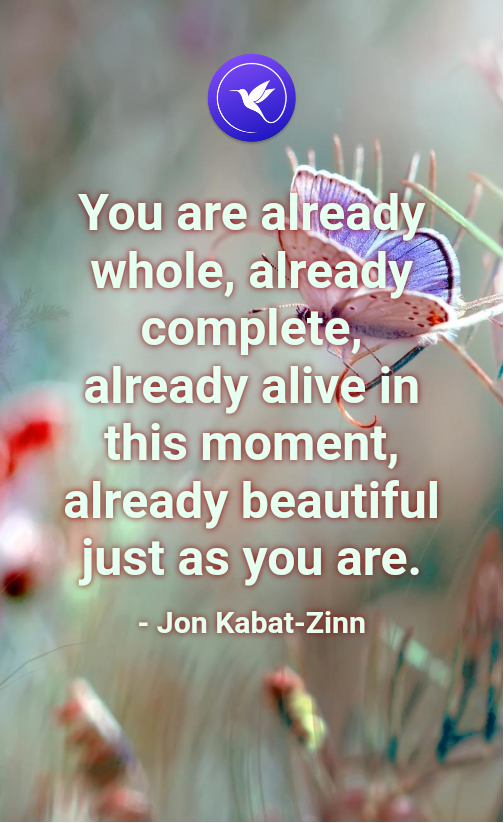 You are already
whole, already
complete,
already alive in
this moment,
already beautiful
just as you are.
- Jon Kabat-Zinn